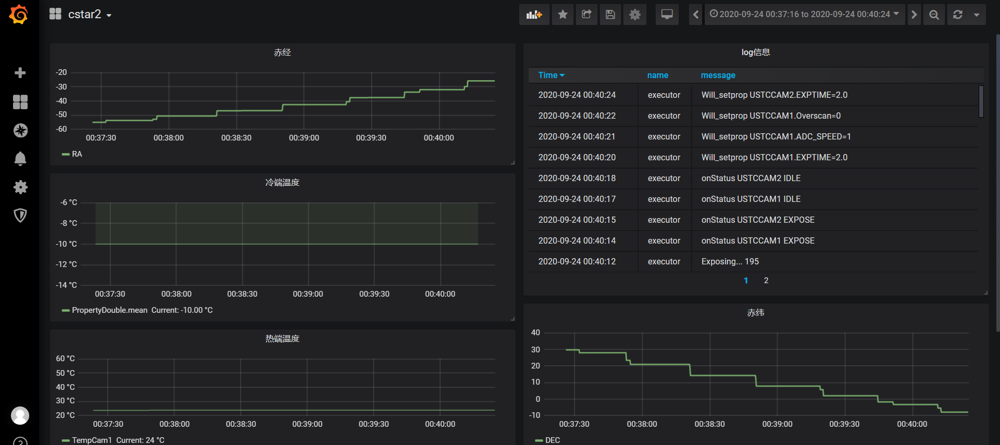 cstar2
2020-09-24 00:37:16 to 2020-09-24 00:40:24
赤经
-20
-30
-40
-50
-60
00:37:30 00:38:00 00:38:30 00:39:00 00:39:30 00:40:00
RA
冷端温度
-6 °C
-8 °C
-10 °C
-12 °C
-14 °C
00:37:30 00:38:00 00:38:30 00:39:00 00:39:30 00:40:00
PropertyDouble.mean Current: -10.00 °C
热端温度
60 °C
50 °C
40 °C
30 °C
20 °C
00:37:30 00:38:00 00:38:30 00:39:00 00:39:30 00:40:00
TempCam1 Current: 24 °C
log信息
Time name message
2020-09-24 00:40:24 executor Will_setprop USTCCAM2.EXPTIME=2.0
2020-09-24 00:40:22 executor Will_setprop USTCCAM1.Overscan=0
2020-09-24 00:40:21 executor Will_setprop USTCCAM1.ADC_SPEED=1
2020-09-24 00:40:20 executor Will_setprop USTCCAM1.EXPTIME=2.0
2020-09-24 00:40:18 executor onStatus USTCCAM2 IDLE
2020-09-24 00:40:17 executor onStatus USTCCAM1 IDLE
2020-09-24 00:40:15 executor onStatus USTCCAM2 EXPOSE
2020-09-24 00:40:14 executor onStatus USTCCAM1 EXPOSE
2020-09-24 00:40:12 executor Exposing... 195
1 2
赤纬
40
30
20
10
0
-10
00:37:30 00:38:00 00:38:30 00:39:00 00:39:30 00:40:00
DEC